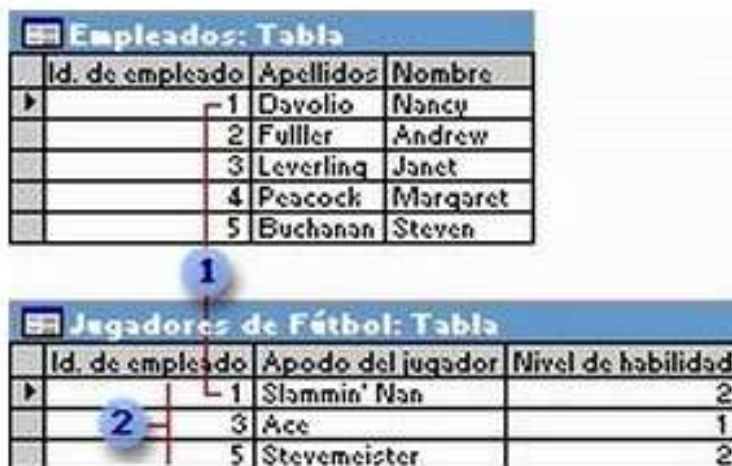 Empleados: Tabla
Id. de empleado Apellidos Nombre
1 Davolio Nancy
2 Fulller Andrew
3 Leverling Janet
4 Peacock Margaret
5 Buchanan Steven
1
Jugadores de Fútbol: Tabla
Id. de empleado Apodo del jugador Nivel de habilidad
1 Slammin' Nan 2
2
3 Ace 1
5 Stevemeister 2